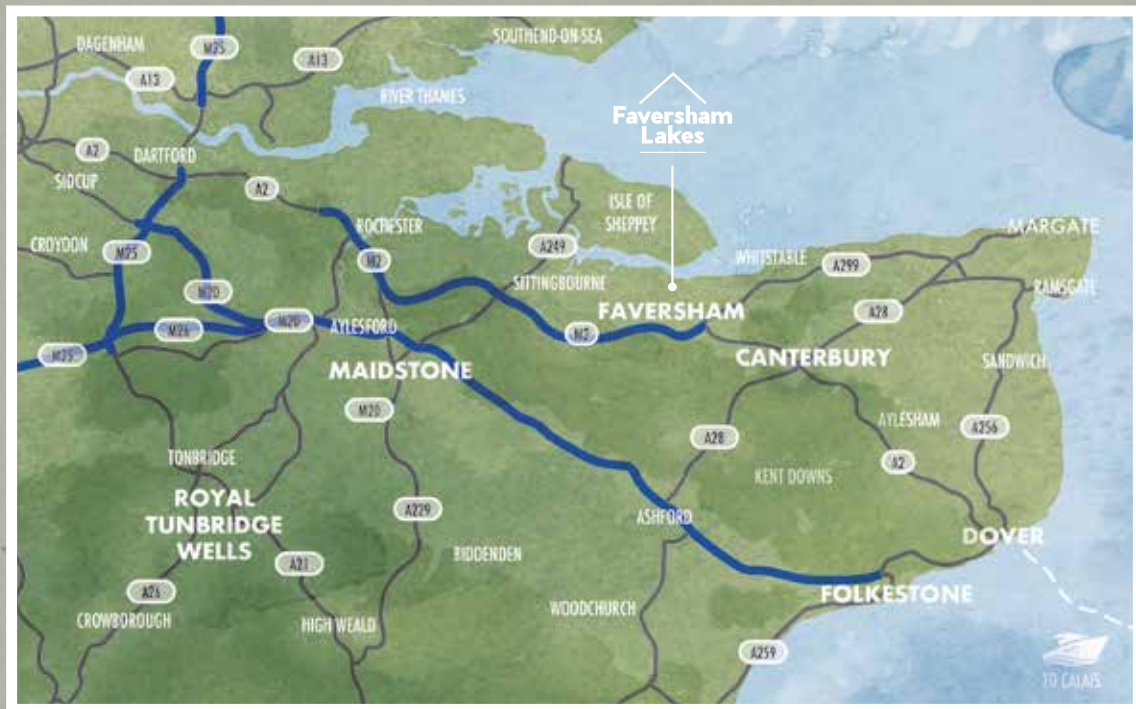 SOUTHEND-ON-SEA
DAGENHAM
M25
A13
A13
RIVER THAMES
Faversham
Lakes
A2
DARTFORD
SIDCUP
A2
ISLE OF
SHEPPEY
ROCHESTER
MARGATE
CROYDON
M25
A249
M2
WHITSTABLE
A299
SITTINGBOURNE
M20
RAMSGATE
FAVERSHAM
A28
M26
M20
AYLESFORD
M2
M25
CANTERBURY
SANDWICH
MAIDSTONE
M20
AYLESHAM
A256
A28
TONBRIDGE
A2
KENT DOWNS
ROYAL
TUNBRIDGE
WELLS
A229
ASHFORD
DOVER
BIDDENDEN
A21
A26
FOLKESTONE
WOODCHURCH
CROWBOROUGH
HIGH WEALD
A259
TO CALAIS